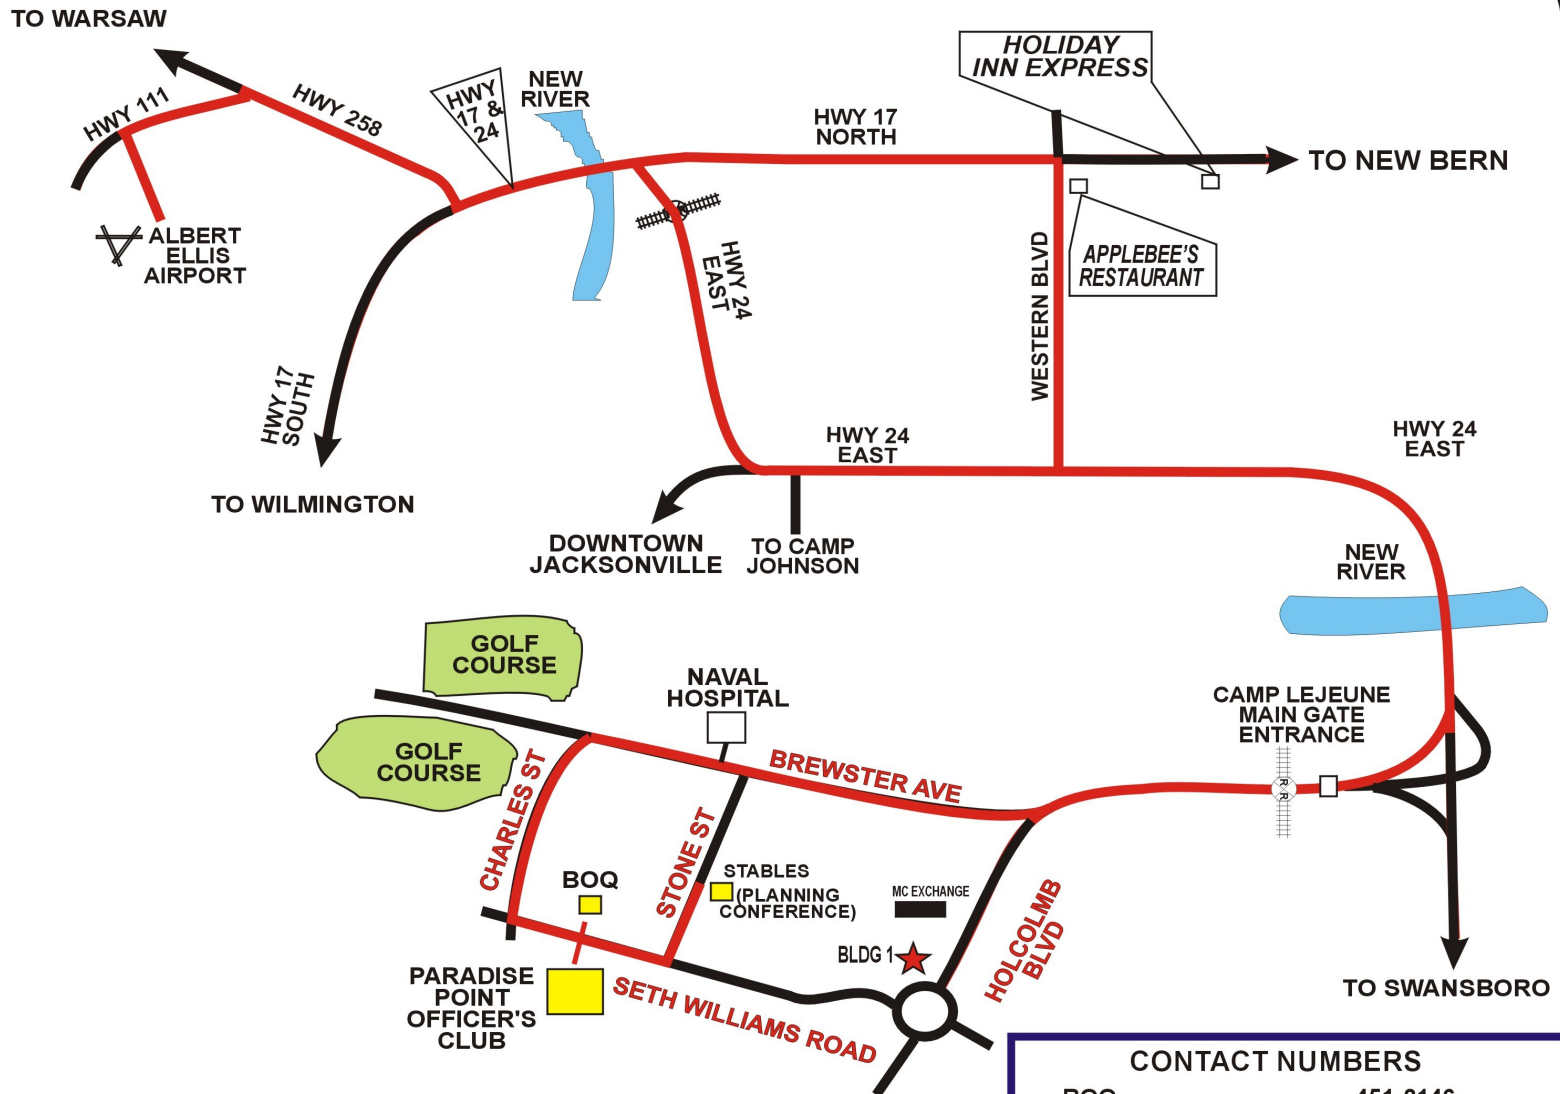 TO WARSAW
HWY 111
HWY 258
HWY
17 &
24
NEW
RIVER
HWY 17
NORTH
HOLIDAY
INN EXPRESS
TO NEW BERN
ALBERT
ELLIS
AIRPORT
HWY 24
EAST
WESTERN BLVD
APPLEBEE'S
RESTAURANT
HWY 17
SOUTH
TO WILMINGTON
HWY 24
EAST
HWY 24
EAST
DOWNTOWN
JACKSONVILLE
TO CAMP
JOHNSON
NEW
RIVER
GOLF
COURSE
GOLF
COURSE
NAVAL
HOSPITAL
CAMP LEJEUNE
MAIN GATE
ENTRANCE
R R
BREWSTER AVE
CHARLES ST
STONE ST
BOQ
STABLES
(PLANNING
CONFERENCE)
MC EXCHANGE
BLDG 1
HOLCOLMB
BLVD
PARADISE
POINT
OFFICER'S
CLUB
SETH WILLIAMS ROAD
TO SWANSBORO
CONTACT NUMBERS
BOQ 451-2146